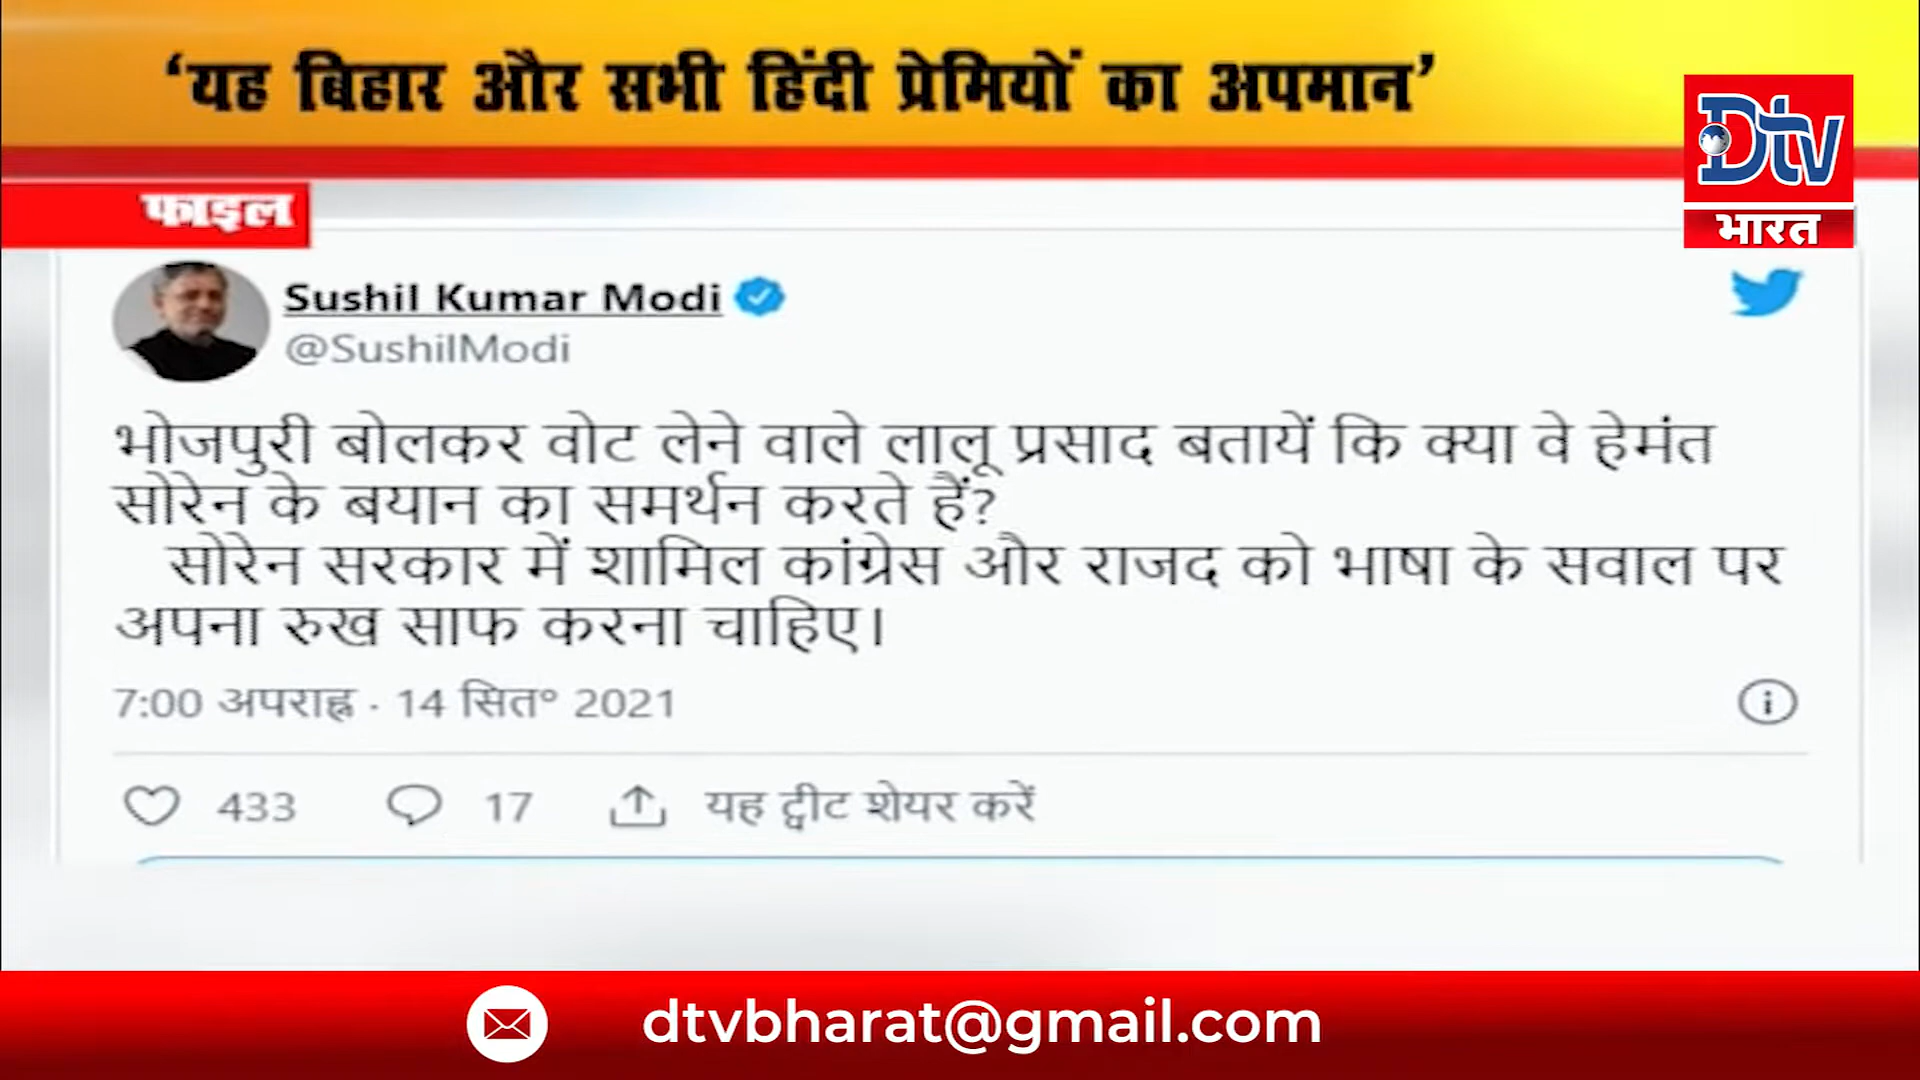 ‘यह बिहार और सभी हिंदी प्रेमियों का अपमान’
Dtv
भारत
फाइल
Sushil Kumar Modi
@SushilModi
भोजपुरी बोलकर वोट लेने वाले लालू प्रसाद बतायें कि क्या वे हेमंत
सोरेन के बयान का समर्थन करते हैं?
सोरेन सरकार में शामिल कांग्रेस और राजद को भाषा के सवाल पर
अपना रुख साफ करना चाहिए।
7:00 अपराह्न · 14 सित॰ 2021
433 17 यह ट्वीट शेयर करें
dtvbharat@gmail.com